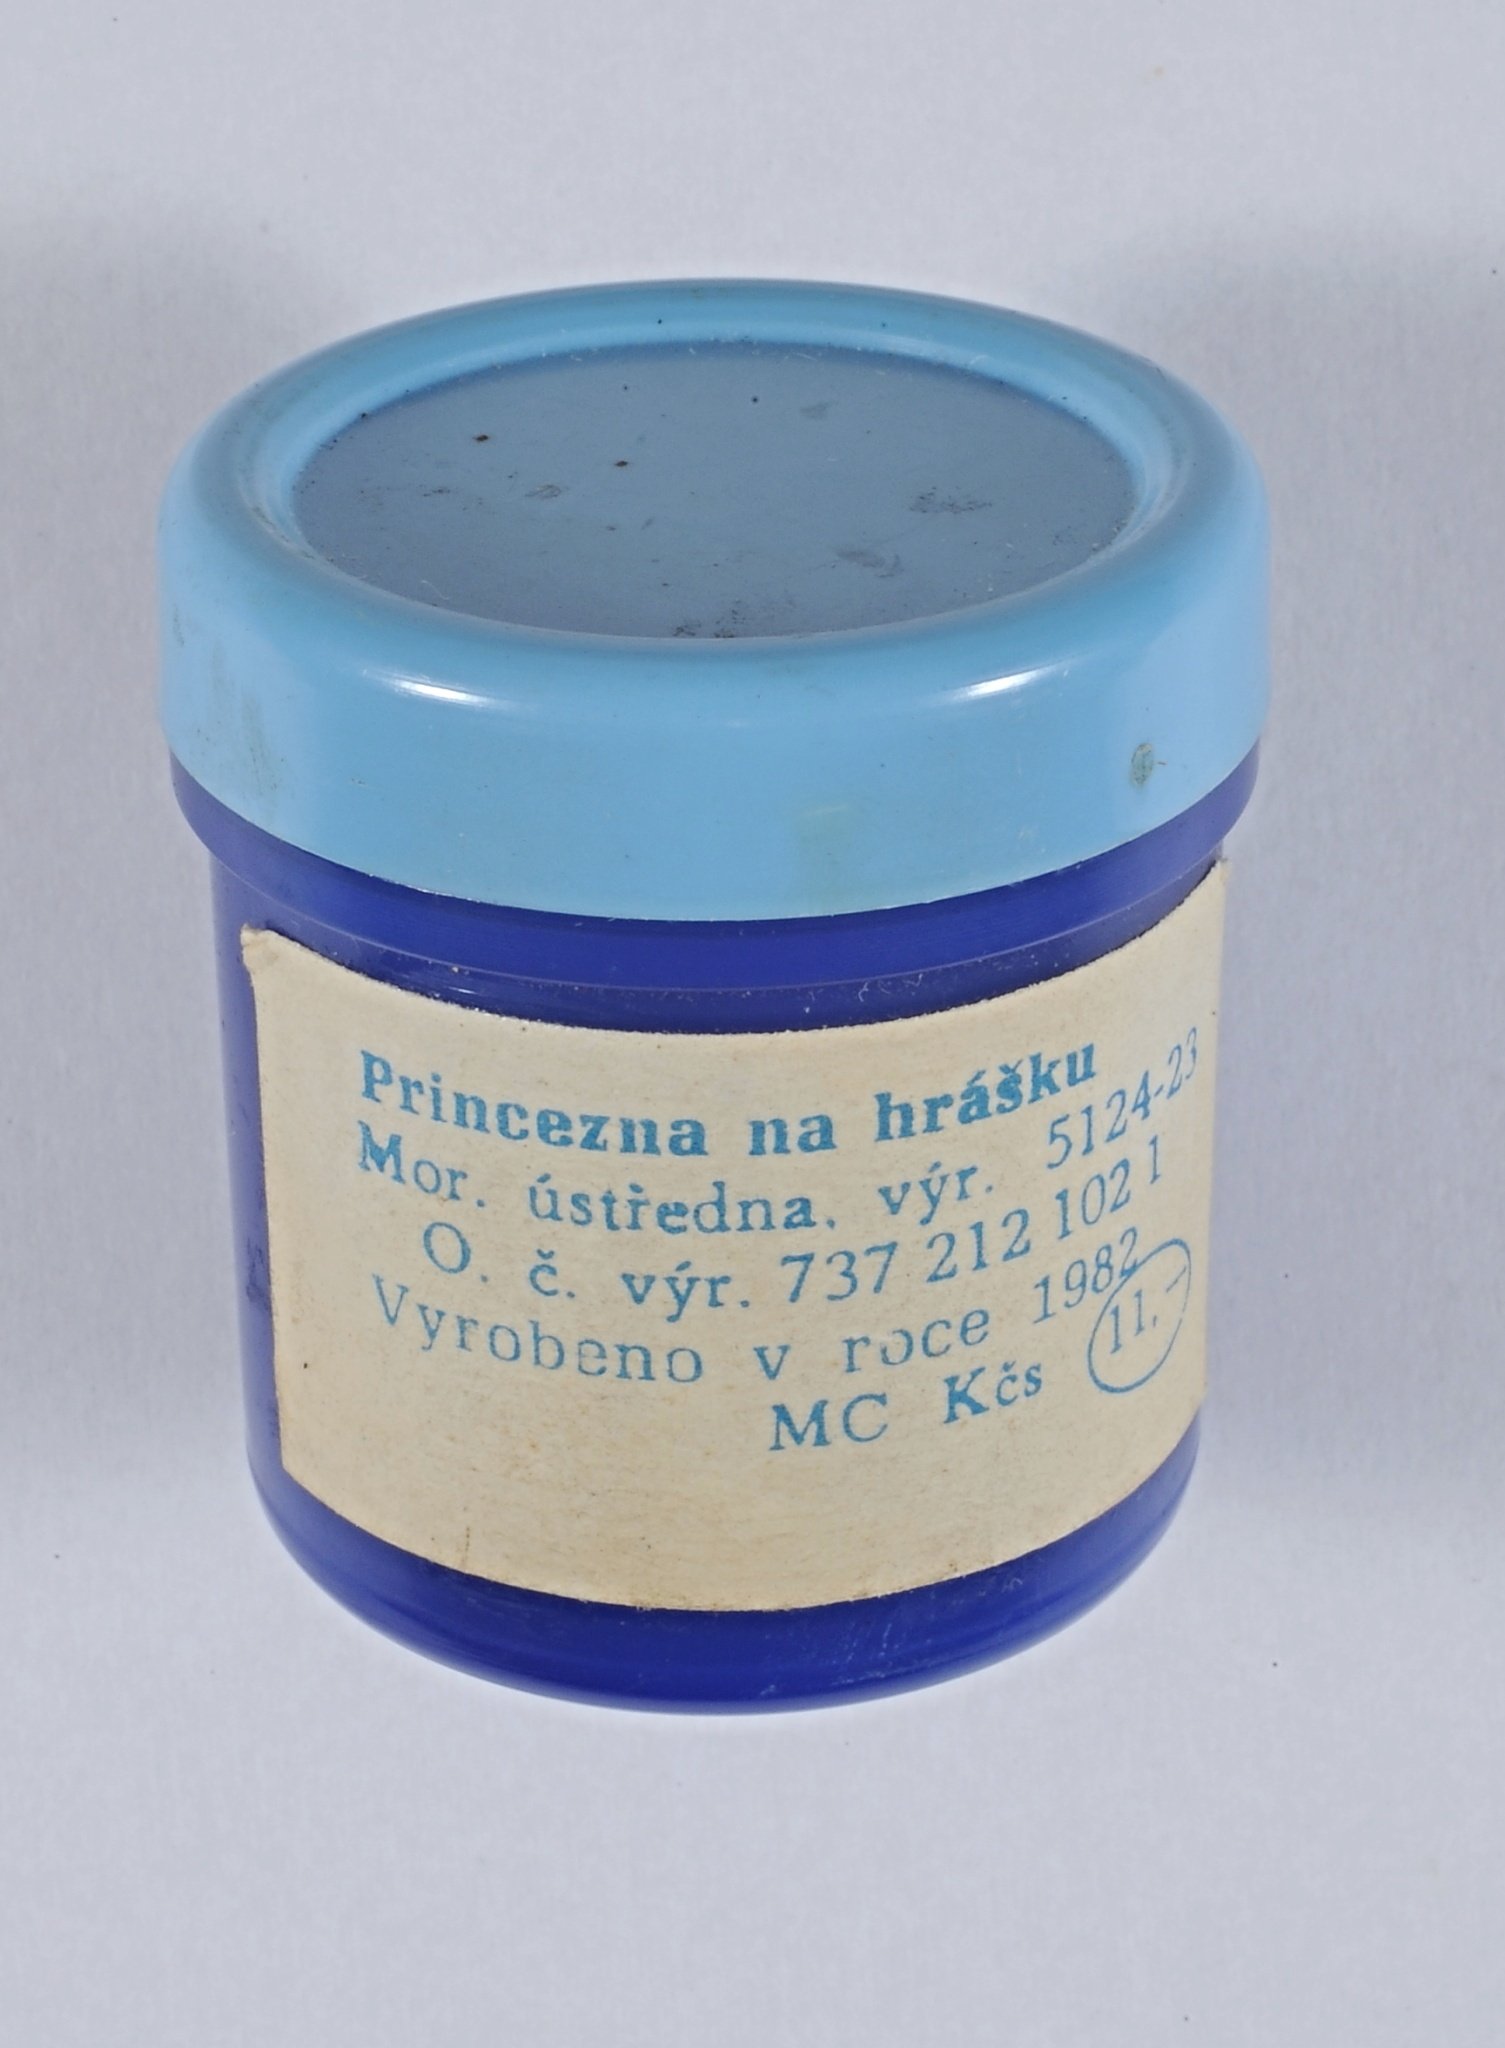 Princezna na hrášku
Mor. ústředna. výr. 5124-23
O. č. výr. 737 212 102 1
Vyrobeno v roce 1982
MC Kčs 11.-